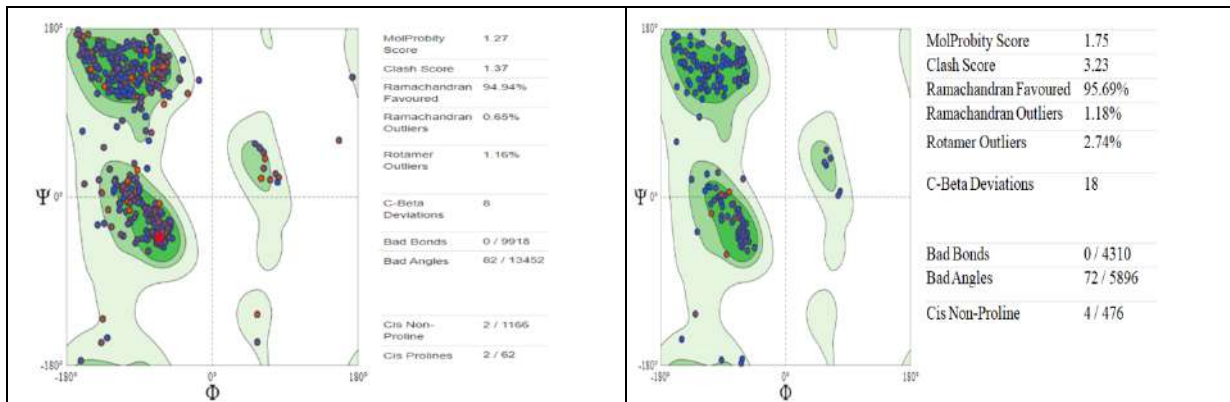 180°
Ψ
0°
-180°
-180°
0°
180°
Φ
MolProbity
Score
1.27
Clash Score
1.37
Ramachandran
Favoured
94.94%
Ramachandran
Outliers
0.65%
Rotamer
Outliers
1.16%
C-Beta
Deviations
8
Bad Bonds
0 / 9918
Bad Angles
82 / 13452
Cis Non-
Proline
2 / 1166
Cis Prolines
2 / 62
180°
Ψ
0°
-180°
-180°
0°
180°
Φ
MolProbity Score 1.75
Clash Score 3.23
Ramachandran Favoured 95.69%
Ramachandran Outliers 1.18%
Rotamer Outliers 2.74%
C-Beta Deviations 18
Bad Bonds 0 / 4310
Bad Angles 72 / 5896
Cis Non-Proline 4 / 476